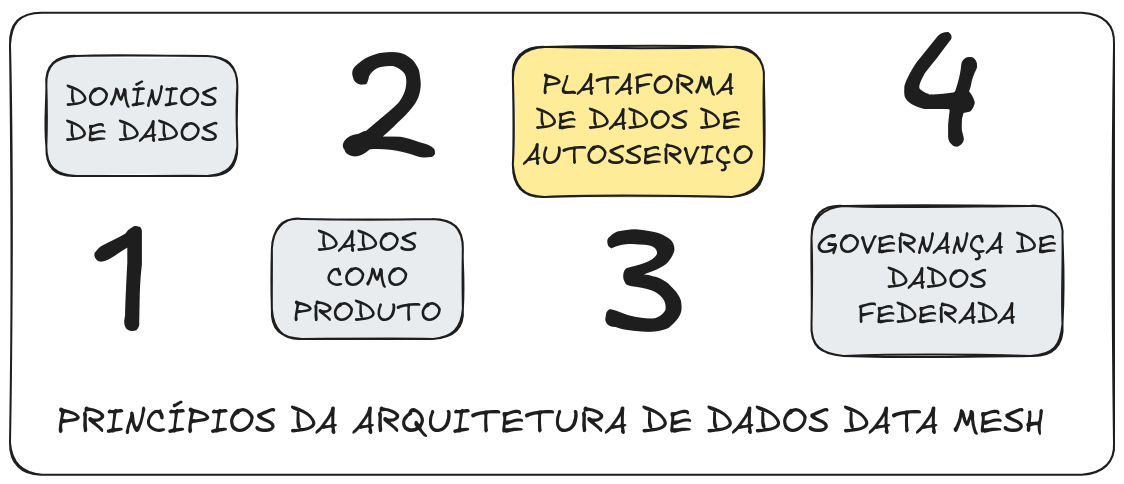 DOMÍNIOS
DE DADOS
1
2
DADOS
COMO
PRODUTO
PLATAFORMA
DE DADOS DE
AUTOSSERVIÇO
3
4
GOVERNANÇA DE
DADOS
FEDERADA
PRINCÍPIOS DA ARQUITETURA DE DADOS DATA MESH